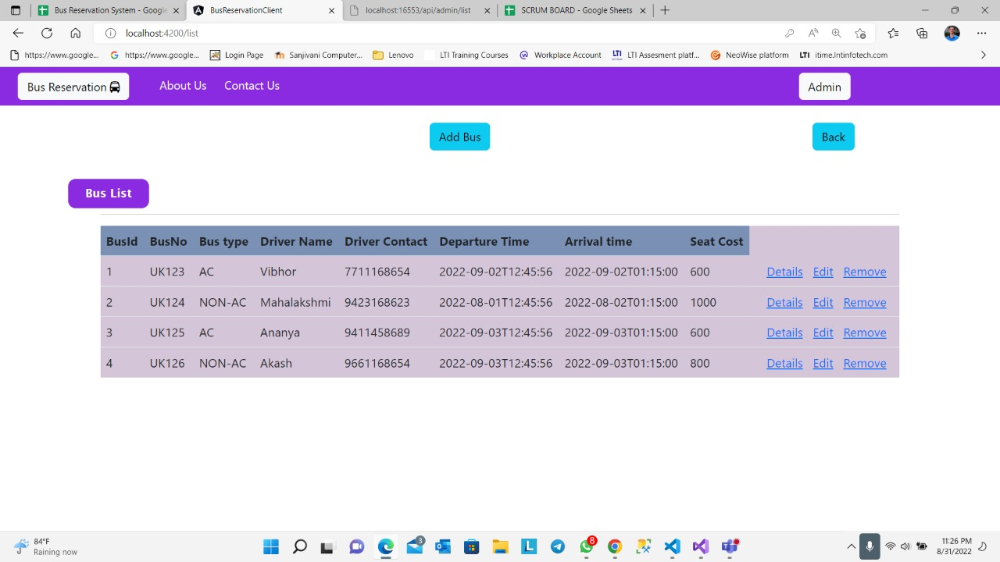 Bus Reservation System - Google
BusReservationClient
localhost:16553/api/admin/list
SCRUM BOARD - Google Sheets
localhost:4200/list
https://www.google...
https://www.google...
Login Page
Sanjivani Computer...
Lenovo
LTI Training Courses
Workplace Account
LTI Assesment platf...
NeoWise platform
LTI itime.lntinfotech.com
Bus Reservation
About Us
Contact Us
Admin
Add Bus
Back
Bus List
BusId BusNo Bus type Driver Name Driver Contact Departure Time Arrival time Seat Cost
1 UK123 AC Vibhor 7711168654 2022-09-02T12:45:56 2022-09-02T01:15:00 600 Details Edit Remove
2 UK124 NON-AC Mahalakshmi 9423168623 2022-08-01T12:45:56 2022-08-02T01:15:00 1000 Details Edit Remove
3 UK125 AC Ananya 9411458689 2022-09-03T12:45:56 2022-09-03T01:15:00 600 Details Edit Remove
4 UK126 NON-AC Akash 9661168654 2022-09-03T12:45:56 2022-09-03T01:15:00 800 Details Edit Remove
84°F
Raining now
3
8
11:26 PM
8/31/2022